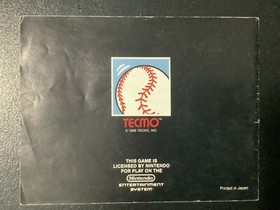 TECMO™
© 1988 TECMO, INC.
THIS GAME IS
LICENSED BY NINTENDO
FOR PLAY ON THE
Nintendo
ENTERTAINMENT
SYSTEM
Printed in Japan